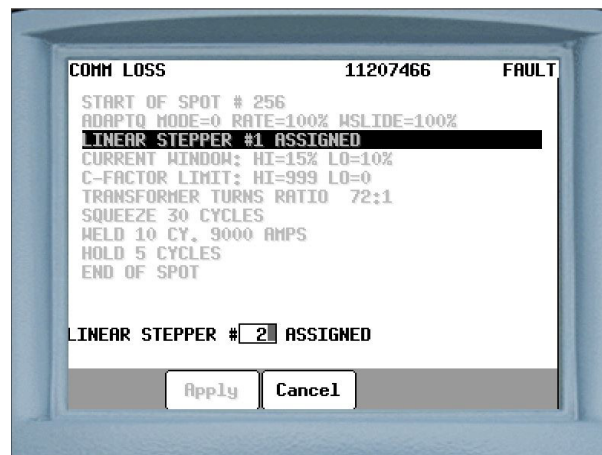 COMM LOSS 11207466 FAULT
START OF SPOT # 256
ADAPTQ MODE=0 RATE=100% WSLIDE=100%
LINEAR STEPPER #1 ASSIGNED
CURRENT WINDOW: HI=15% LO=10%
C-FACTOR LIMIT: HI=999 LO=0
TRANSFORMER TURNS RATIO 72:1
SQUEEZE 30 CYCLES
WELD 10 CY. 9000 AMPS
HOLD 5 CYCLES
END OF SPOT
LINEAR STEPPER # 2 ASSIGNED
Apply Cancel